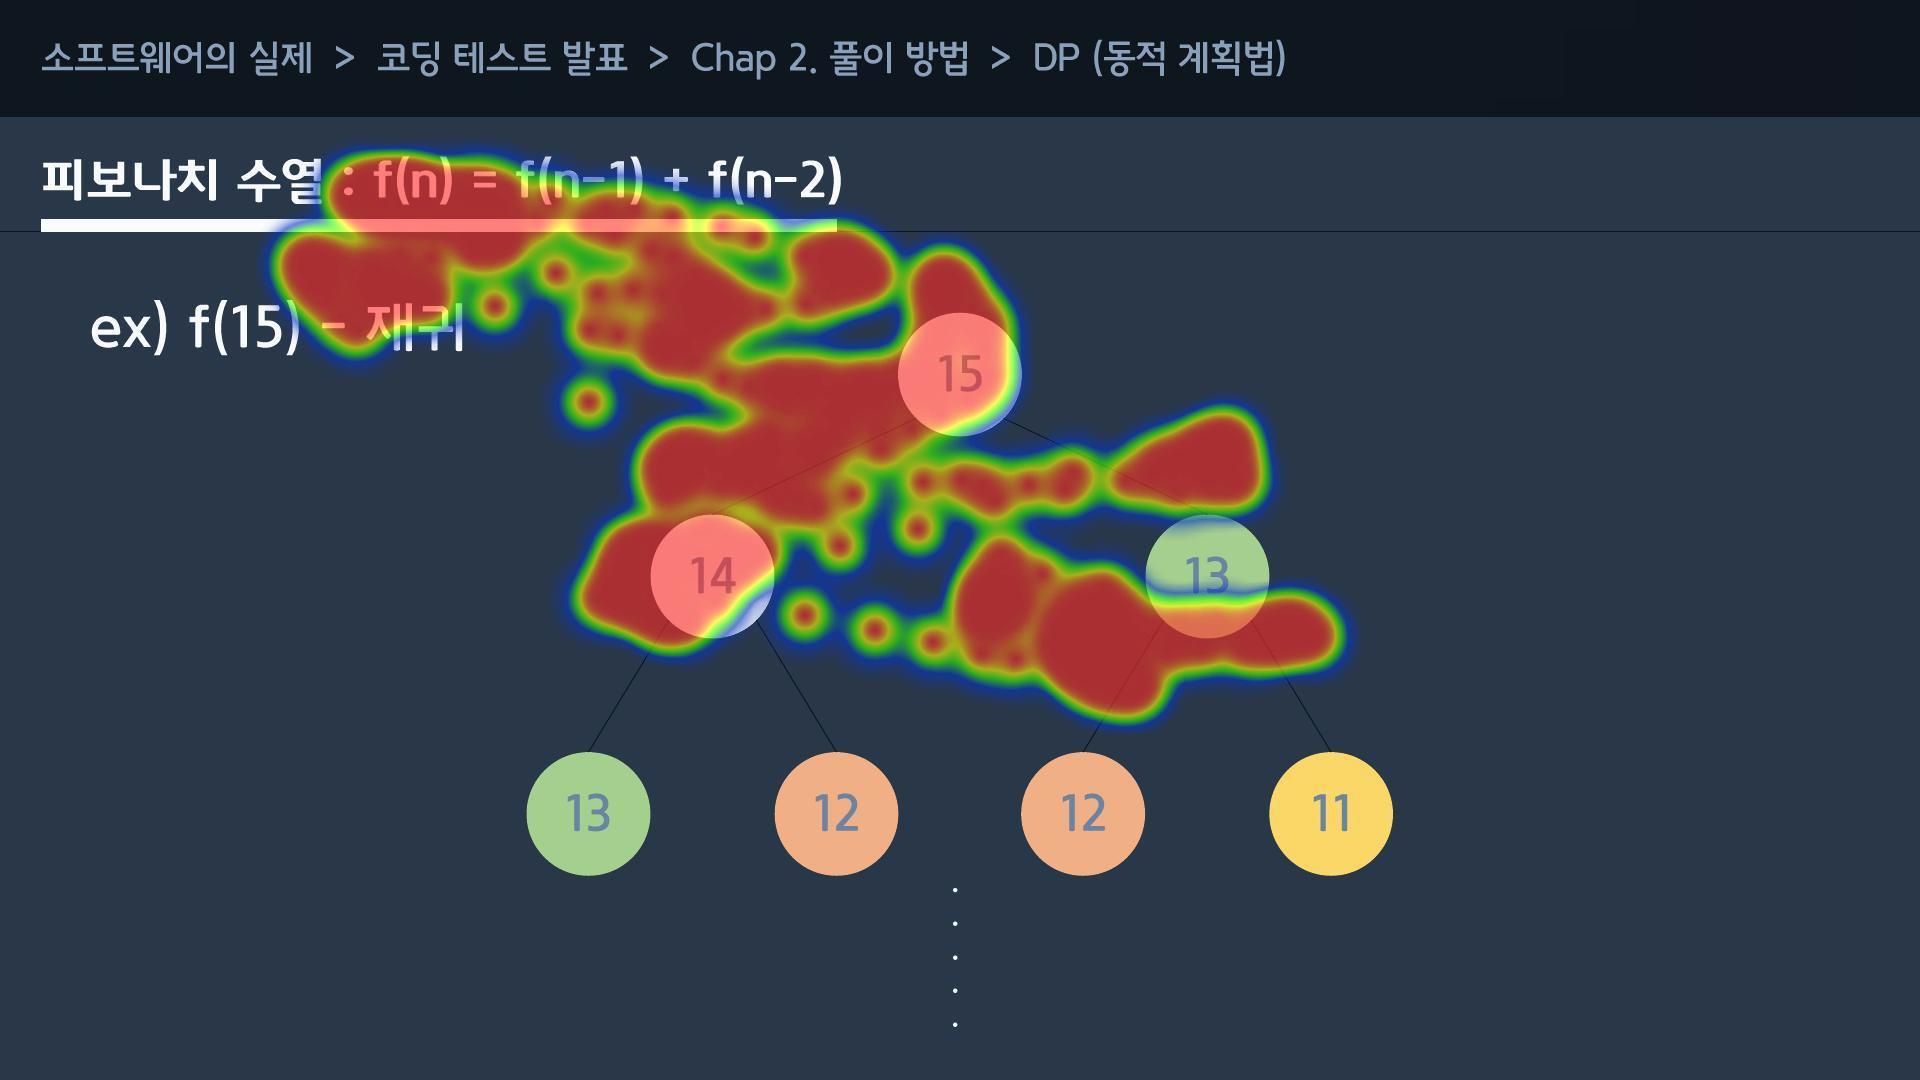 소프트웨어의 실제 > 코딩 테스트 발표 > Chap 2. 풀이 방법 > DP (동적 계획법)
피보나치 수열 : f(n) = f(n-1) + f(n-2)
ex) f(15) - 재귀
15
14
13
13
12
12
11